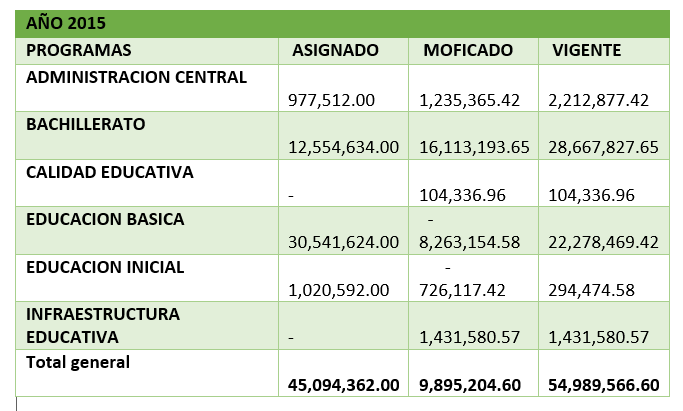 AÑO 2015
PROGRAMAS ASIGNADO MOFICADO VIGENTE
ADMINISTRACION CENTRAL
977,512.00 1,235,365.42 2,212,877.42
BACHILLERATO
12,554,634.00 16,113,193.65 28,667,827.65
CALIDAD EDUCATIVA
- 104,336.96 104,336.96
EDUCACION BASICA -
30,541,624.00 8,263,154.58 22,278,469.42
EDUCACION INICIAL -
1,020,592.00 726,117.42 294,474.58
INFRAESTRUCTURA
EDUCATIVA - 1,431,580.57 1,431,580.57
Total general
45,094,362.00 9,895,204.60 54,989,566.60